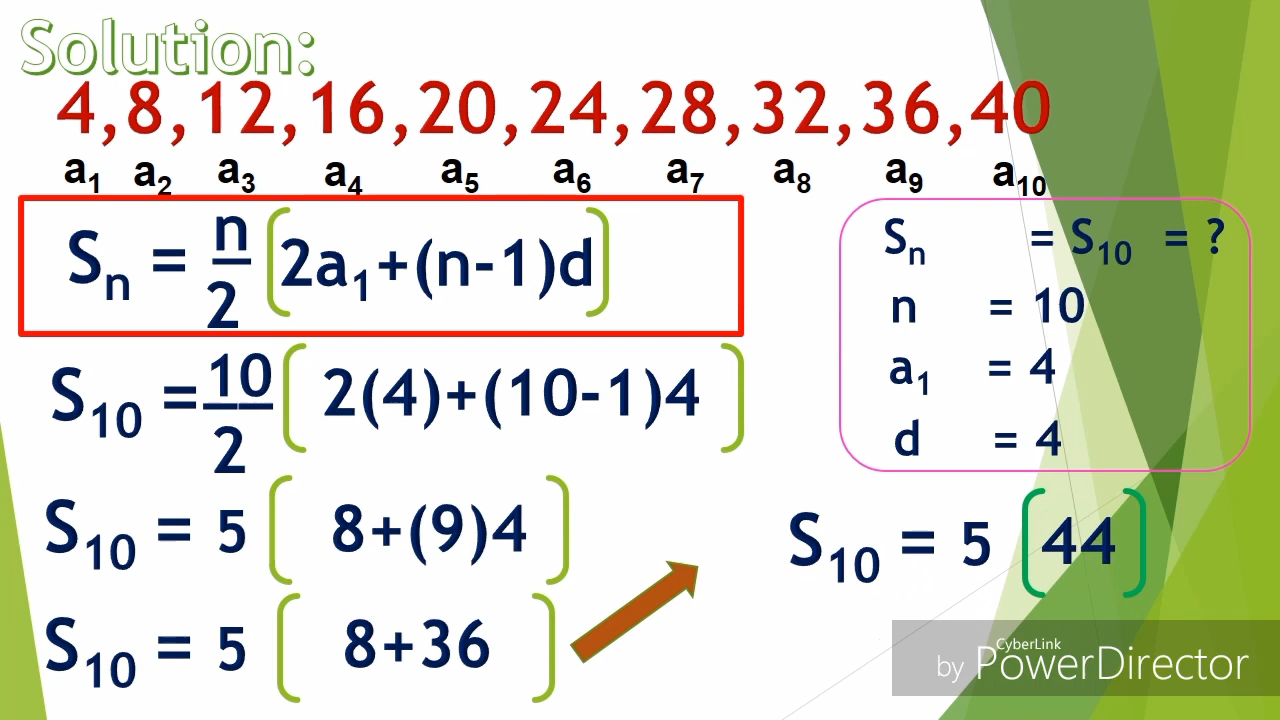 Solution:
4,8,12,16,20,24,28,32,36,40
a₁ a₂ a₃ a₄ a₅ a₆ a₇ a₈ a₉ a₁₀
Sₙ = n/2 [2a₁+(n-1)d]
S₁₀ = 10/2 [2(4)+(10-1)4]
S₁₀ = 5 [8+(9)4]
S₁₀ = 5 [8+36]
Sₙ = S₁₀ = ?
n = 10
a₁ = 4
d = 4
S₁₀ = 5 [44]
by CyberLink PowerDirector